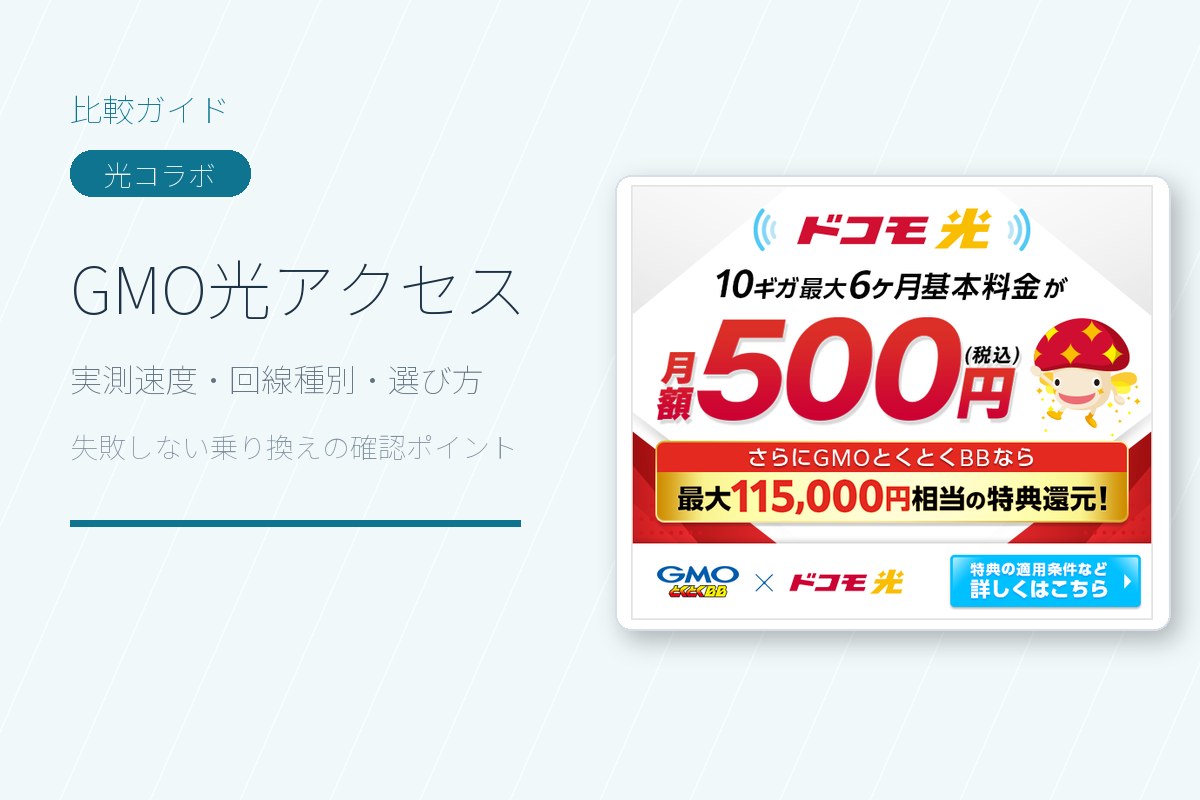 比較ガイド
光コラボ
GMO光アクセス
実測速度・回線種別・選び方
失敗しない乗り換えの確認ポイント
ドコモ光
10ギガ最大6ヶ月基本料金が
月額500円(税込)
さらにGMOとくとくBBなら
最大115,000円相当の特典還元!
GMOとくとくBB × ドコモ光
特典の適用条件など
詳しくはこちら